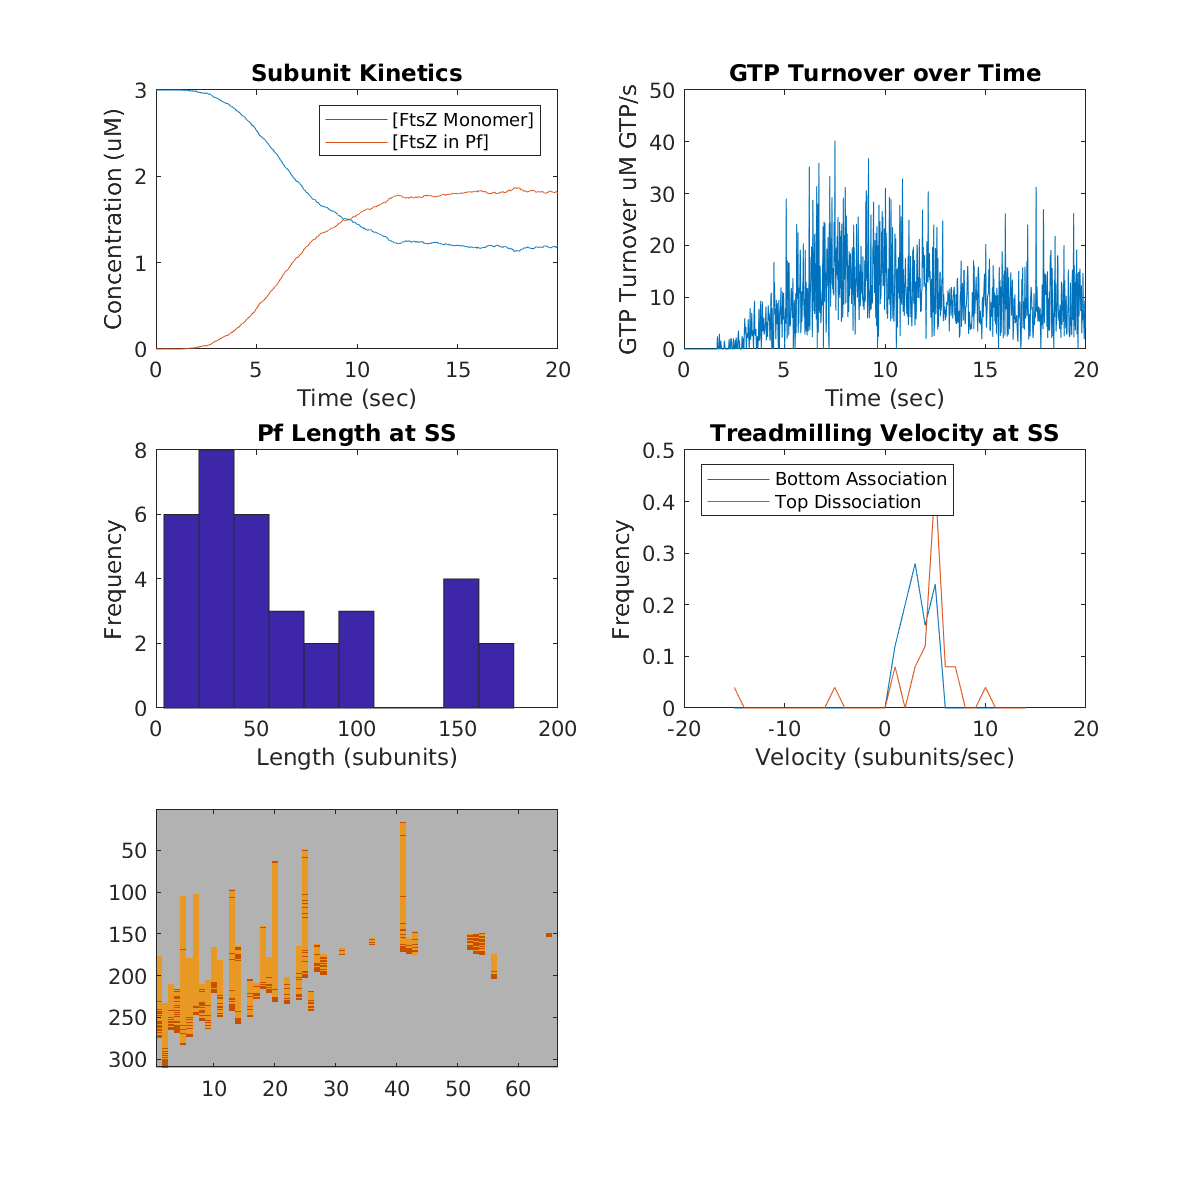 Subunit Kinetics
3
2
1
0
Concentration (uM)
[FtsZ Monomer]
[FtsZ in Pf]
0 5 10 15 20
Time (sec)
GTP Turnover over Time
50
40
30
20
10
0
GTP Turnover uM GTP/s
0 5 10 15 20
Time (sec)
Pf Length at SS
8
6
4
2
0
Frequency
0 50 100 150 200
Length (subunits)
Treadmilling Velocity at SS
0.5
0.4
0.3
0.2
0.1
0
Frequency
Bottom Association
Top Dissociation
-20 -10 0 10 20
Velocity (subunits/sec)
50
100
150
200
250
300
10 20 30 40 50 60